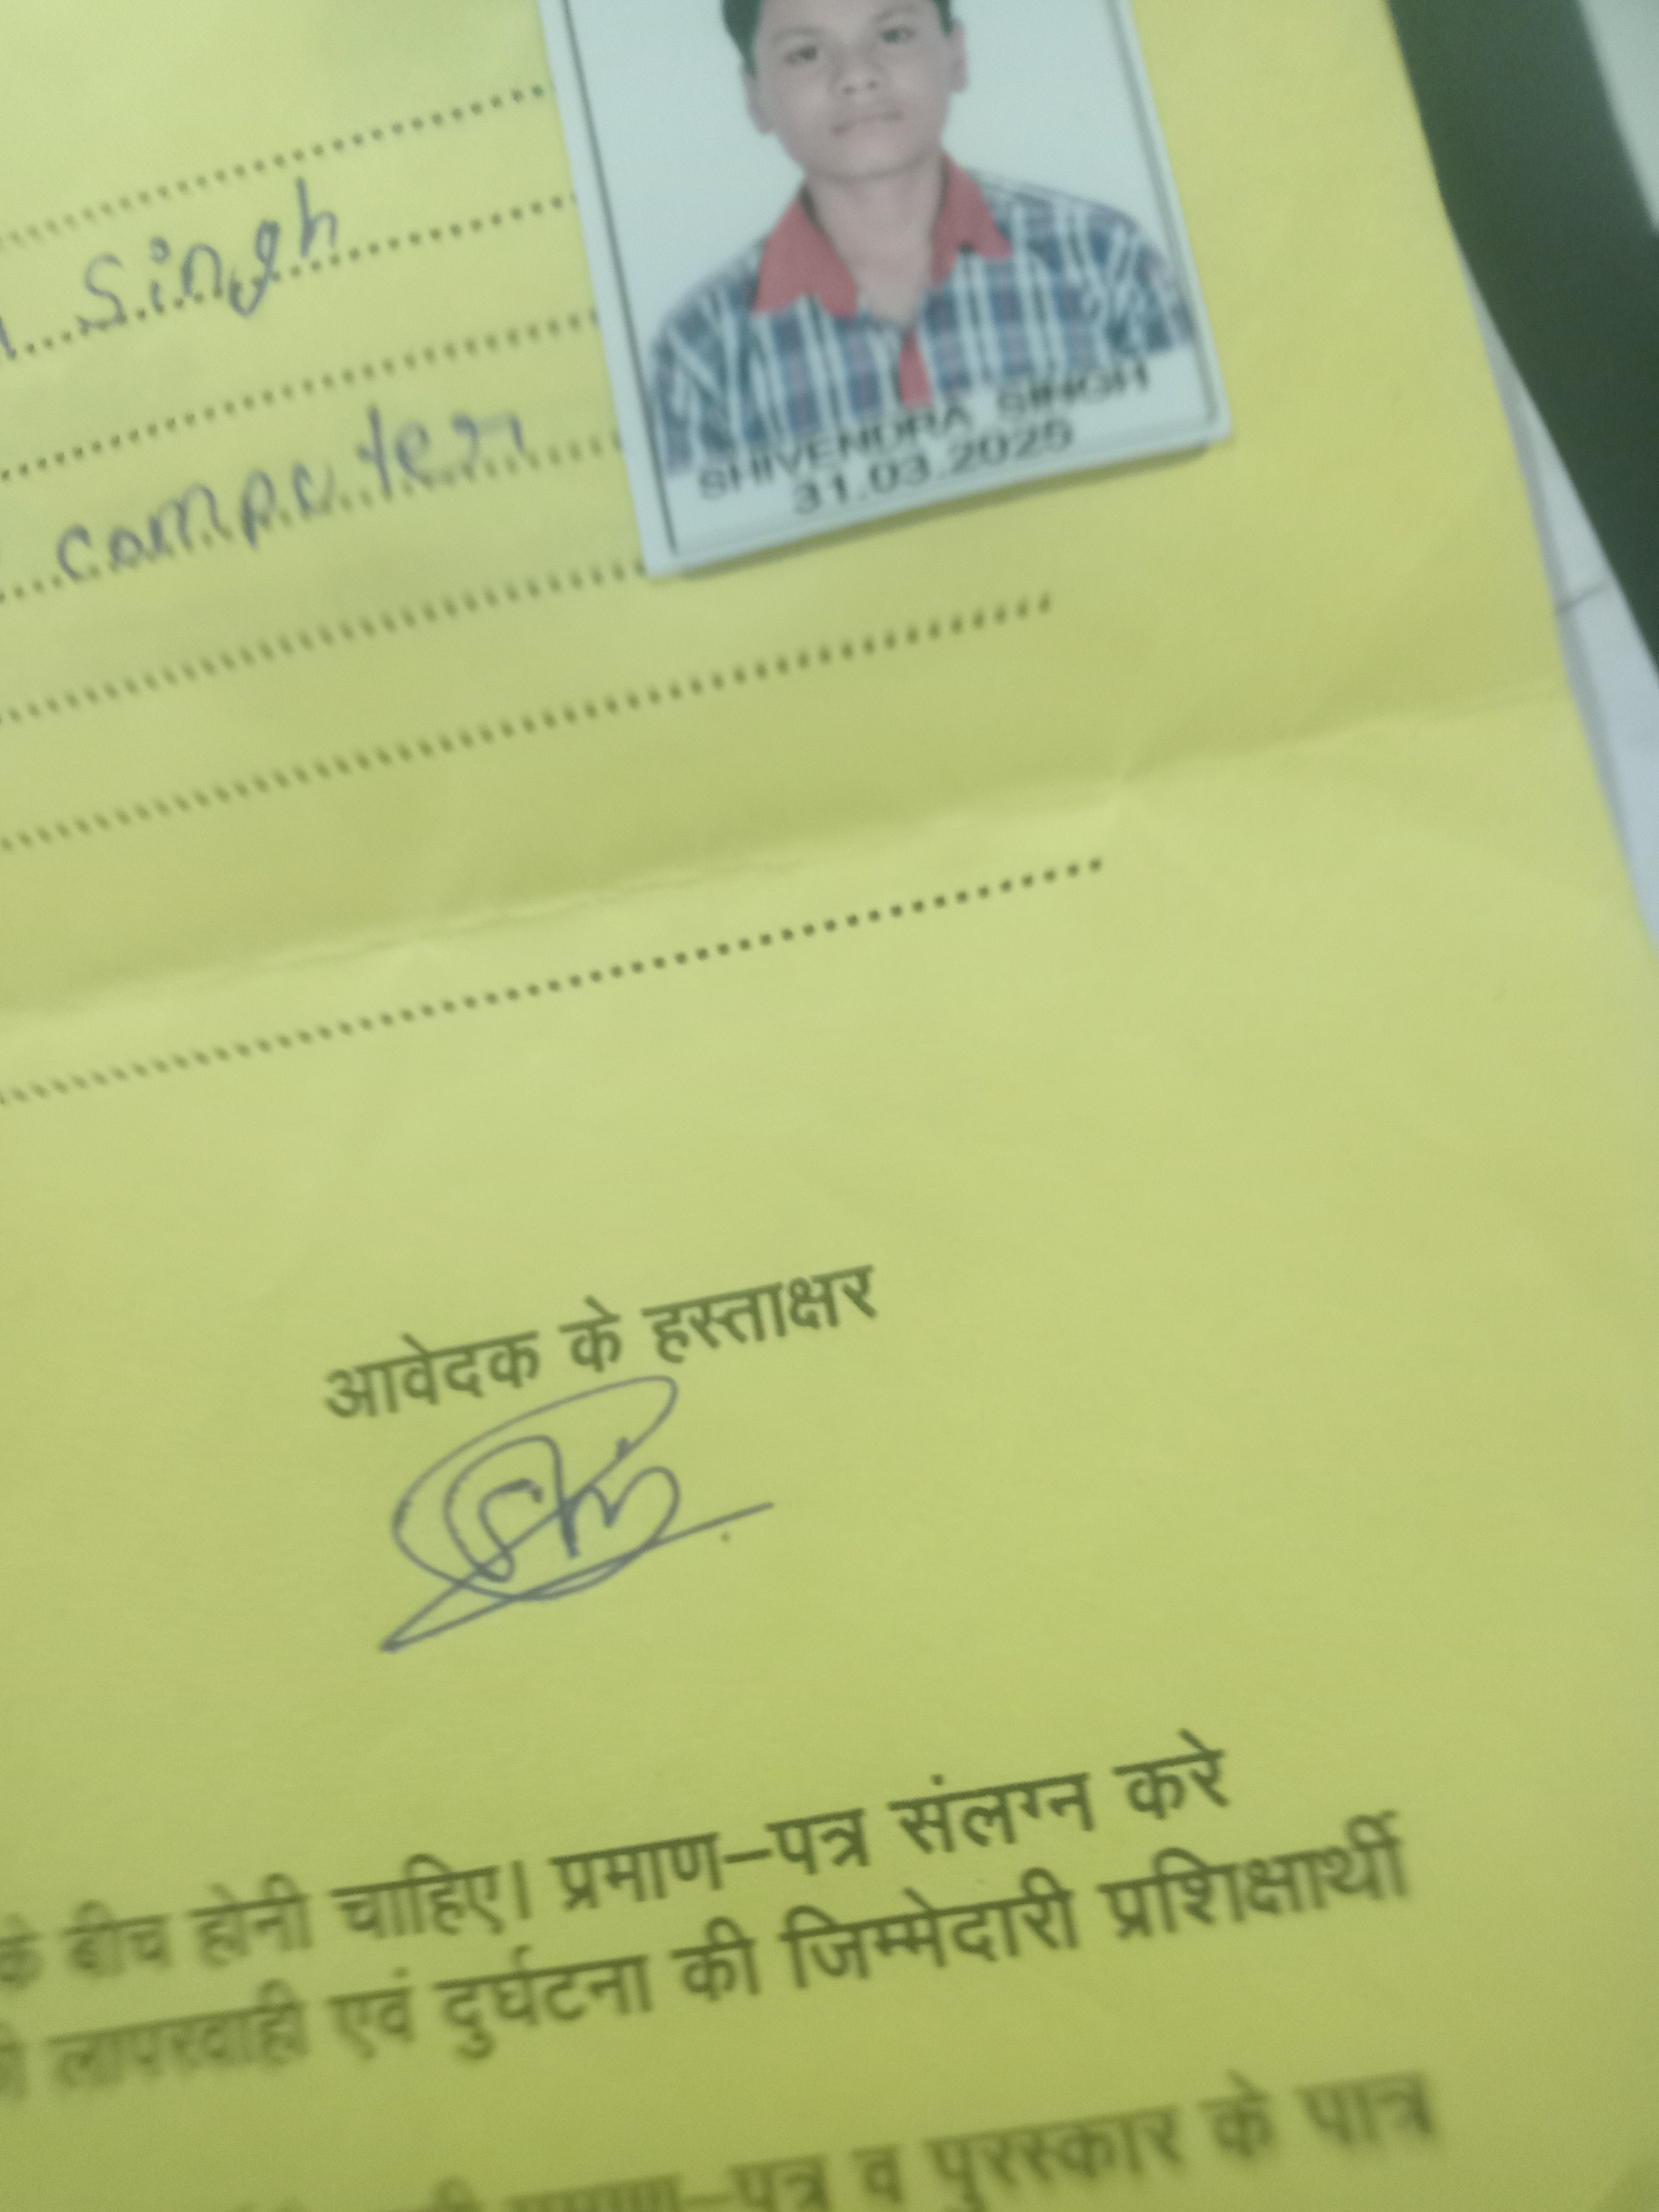 Singh
computer
SHIVENDRA SINGH
31.03.2025
आवेदक के हस्ताक्षर
के बीच होनी चाहिए। प्रमाण–पत्र संलग्न करे
लापरवाही एवं दुर्घटना की जिम्मेदारी प्रशिक्षार्थी
प्रमाण–पत्र व पुरस्कार के पात्र